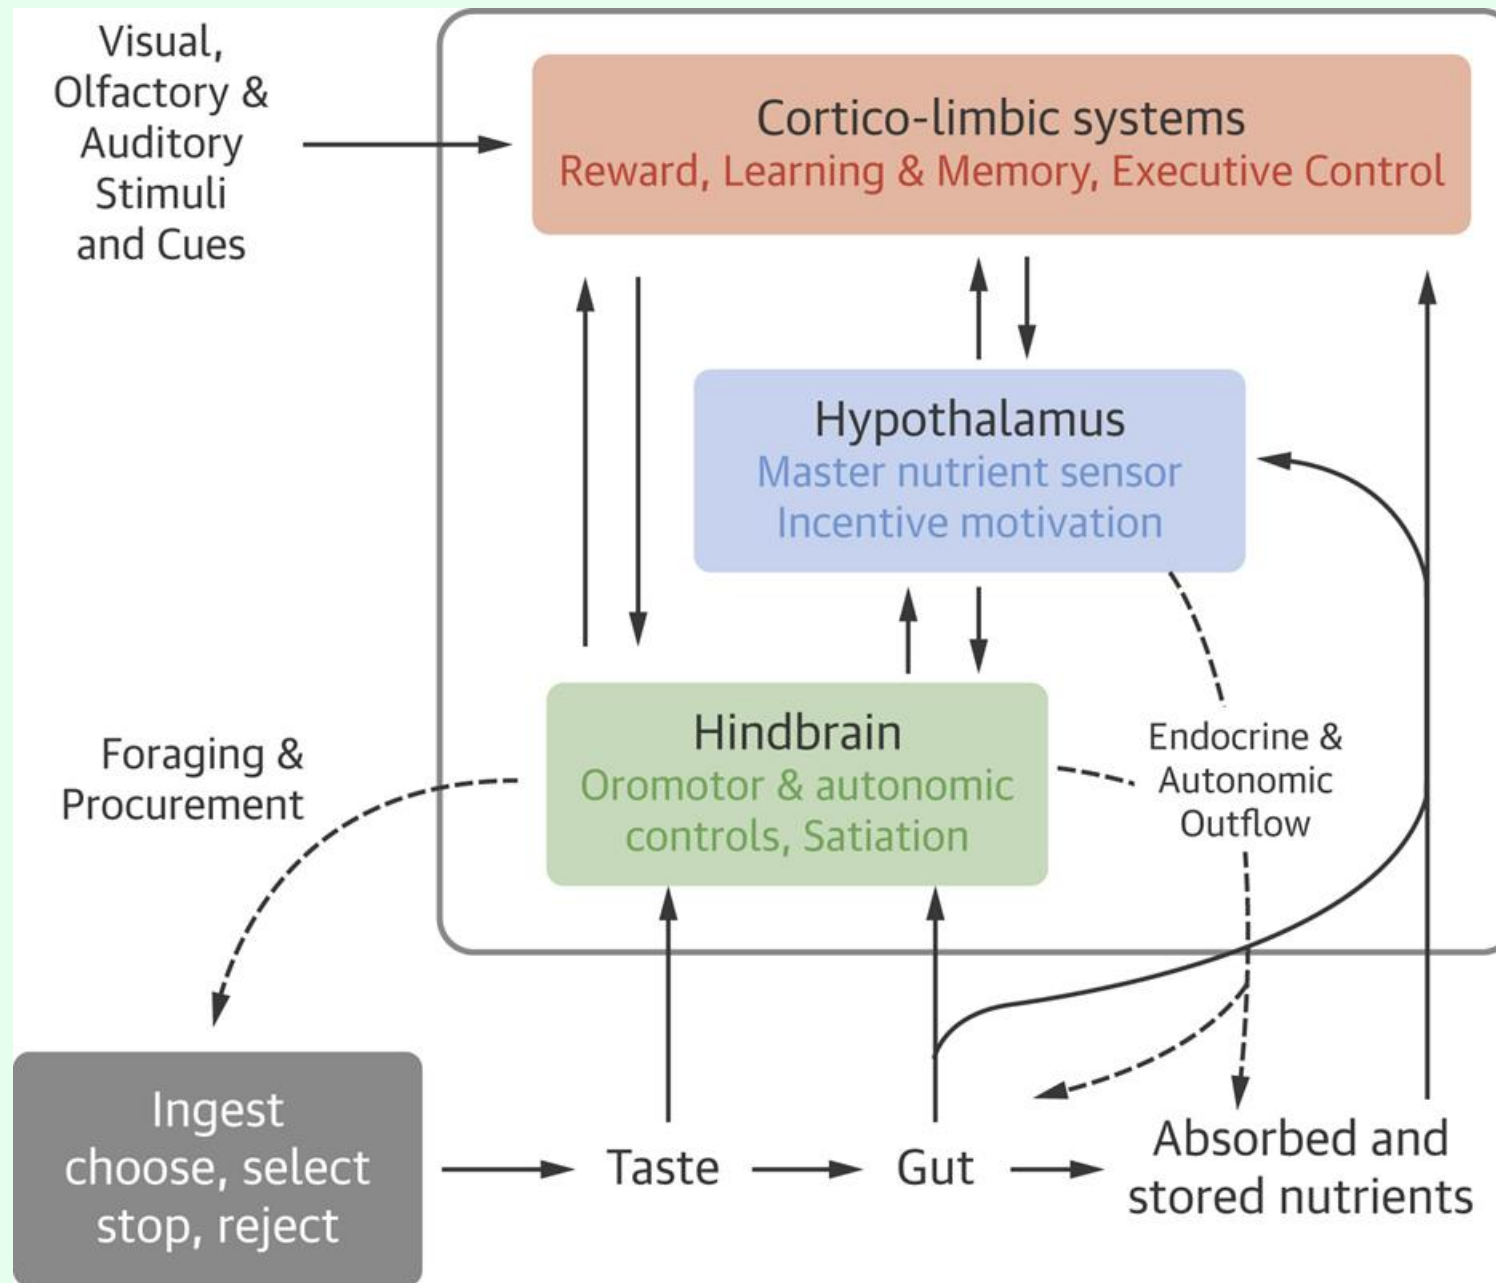 Visual,
Olfactory &
Auditory
Stimuli
and Cues
Cortico-limbic systems
Reward, Learning & Memory, Executive Control
Hypothalamus
Master nutrient sensor
Incentive motivation
Hindbrain
Oromotor & autonomic
controls, Satiation
Endocrine &
Autonomic
Outflow
Foraging &
Procurement
Ingest
choose, select
stop, reject
Taste
Gut
Absorbed and
stored nutrients